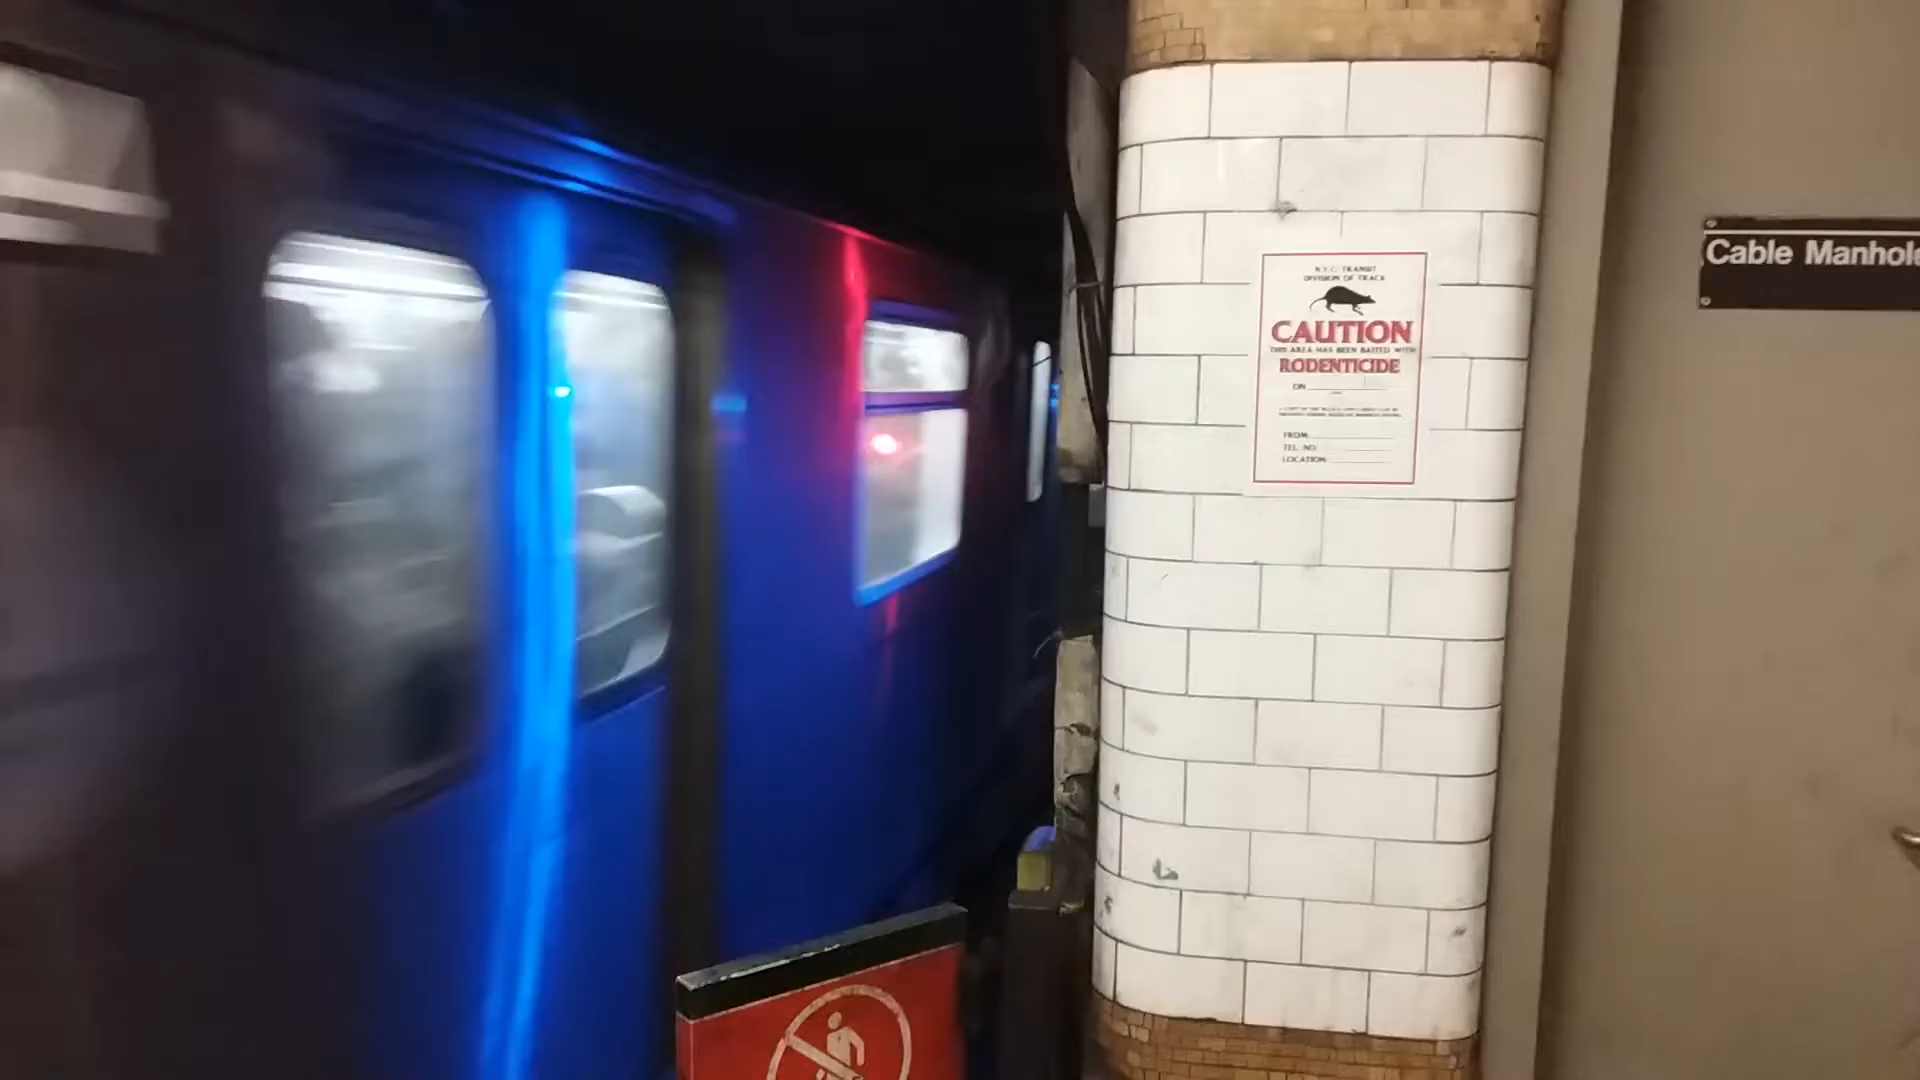 N.Y.C. TRANSIT
DIVISION OF TRACK
CAUTION
THIS AREA HAS BEEN BAITED WITH
RODENTICIDE
ON
FROM:
TEL. NO.
LOCATION:
Cable Manhole